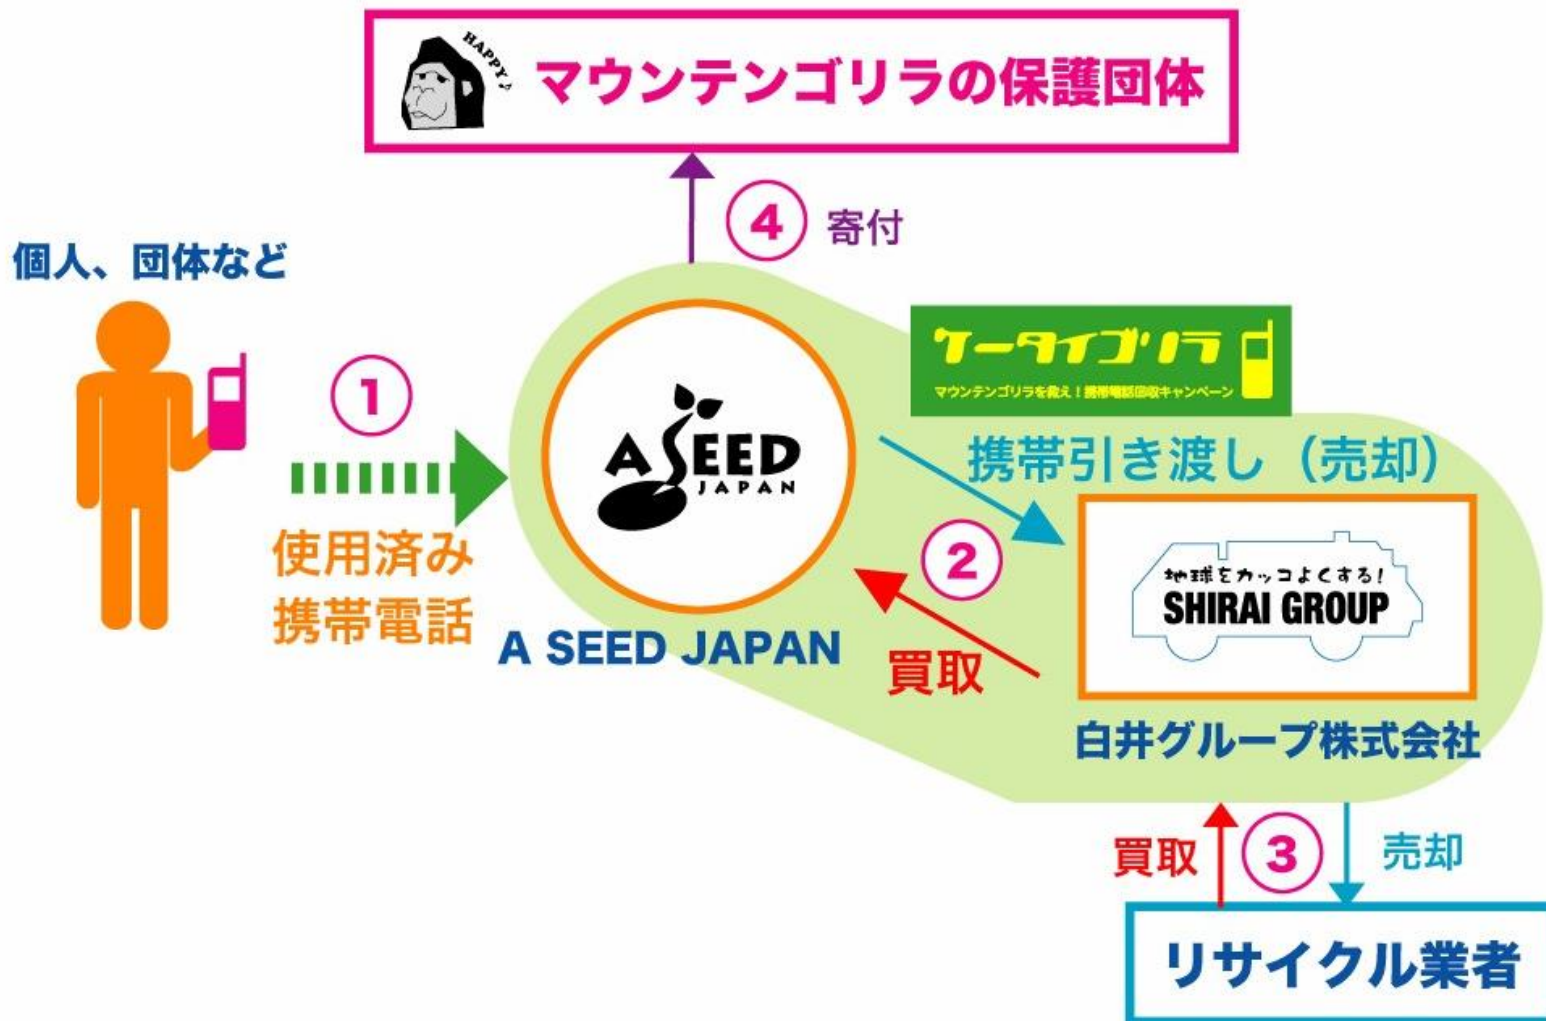 HAPPY♪
マウンテンゴリラの保護団体
④ 寄付
個人、団体など
①
使用済み
携帯電話
A SEED
JAPAN
A SEED JAPAN
ケータイゴリラ
マウンテンゴリラを救え！携帯電話回収キャンペーン
携帯引き渡し（売却）
②
買取
地球をカッコよくする！
SHIRAI GROUP
白井グループ株式会社
買取 ③ 売却
リサイクル業者